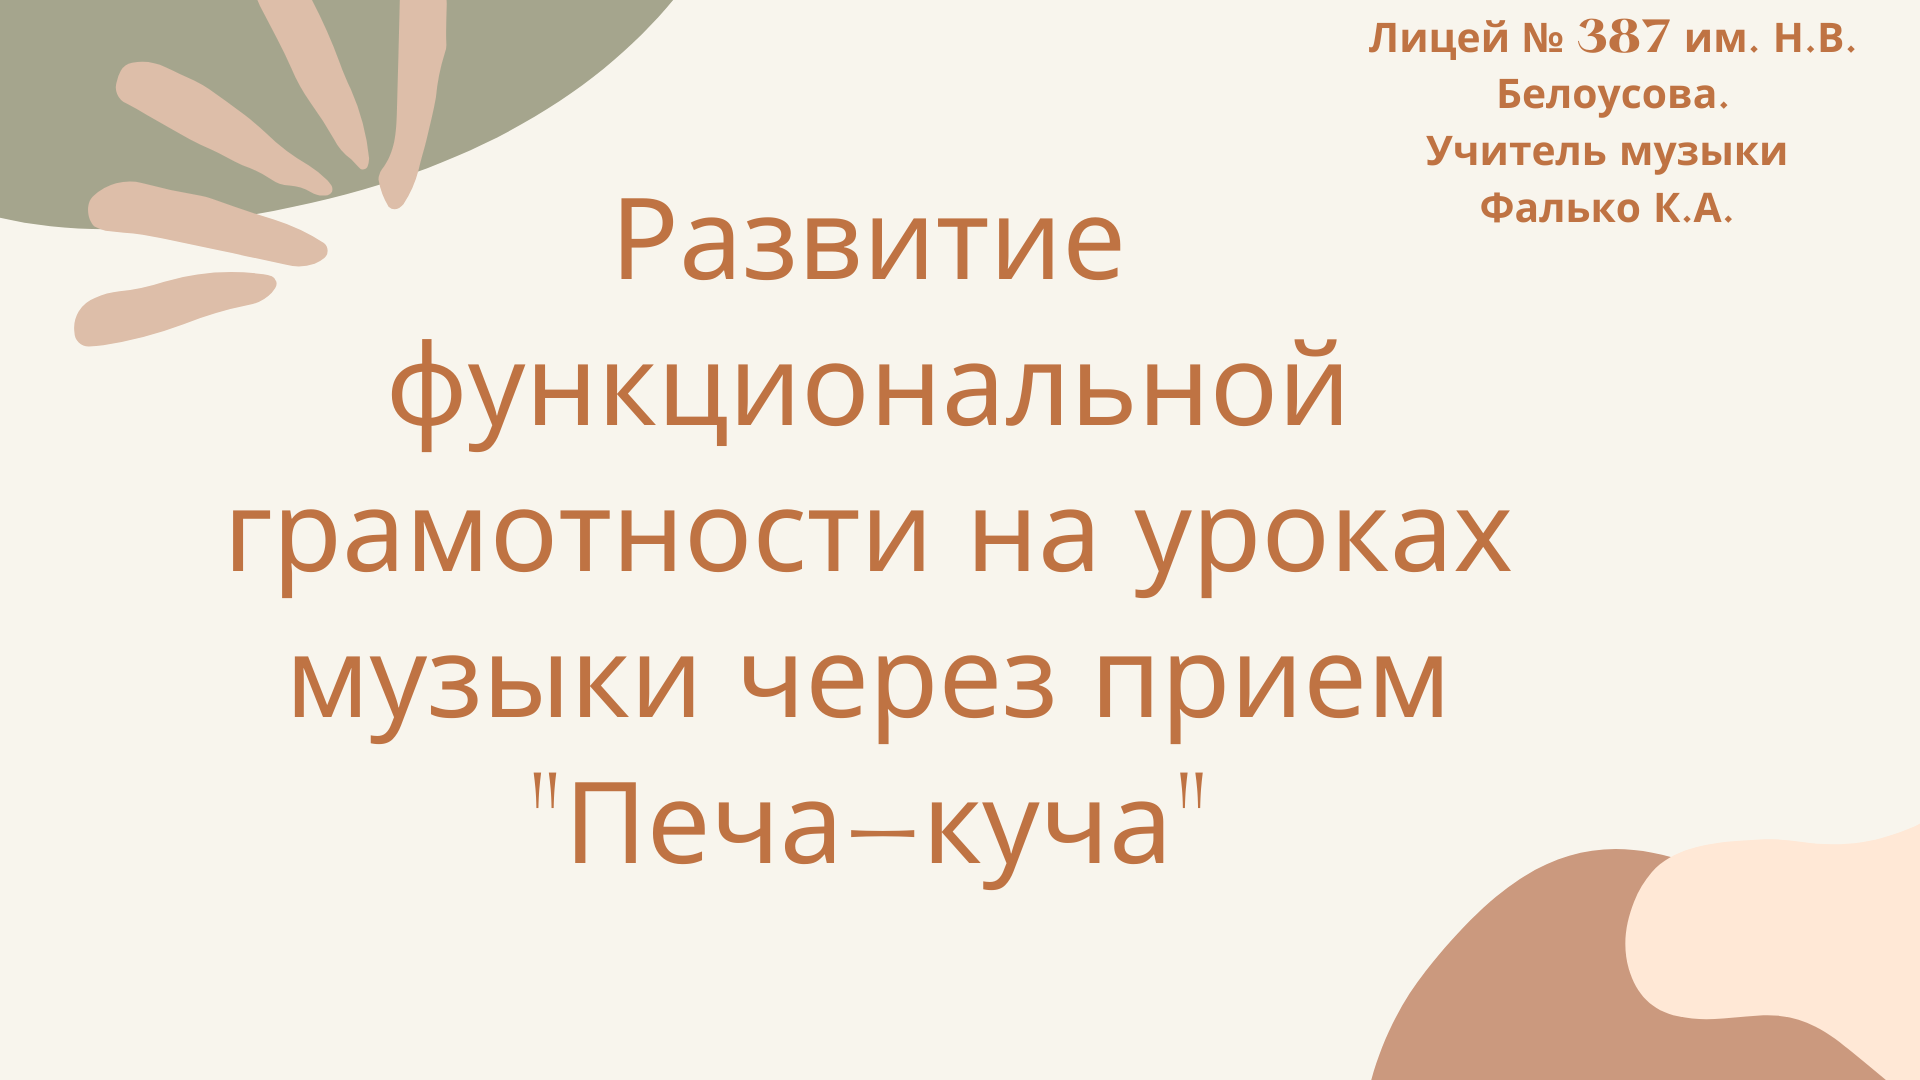 Лицей № 387 им. Н.В.
Белоусова.
Учитель музыки
Фалько К.А.
Развитие
функциональной
грамотности на уроках
музыки через прием
"Печа–куча"